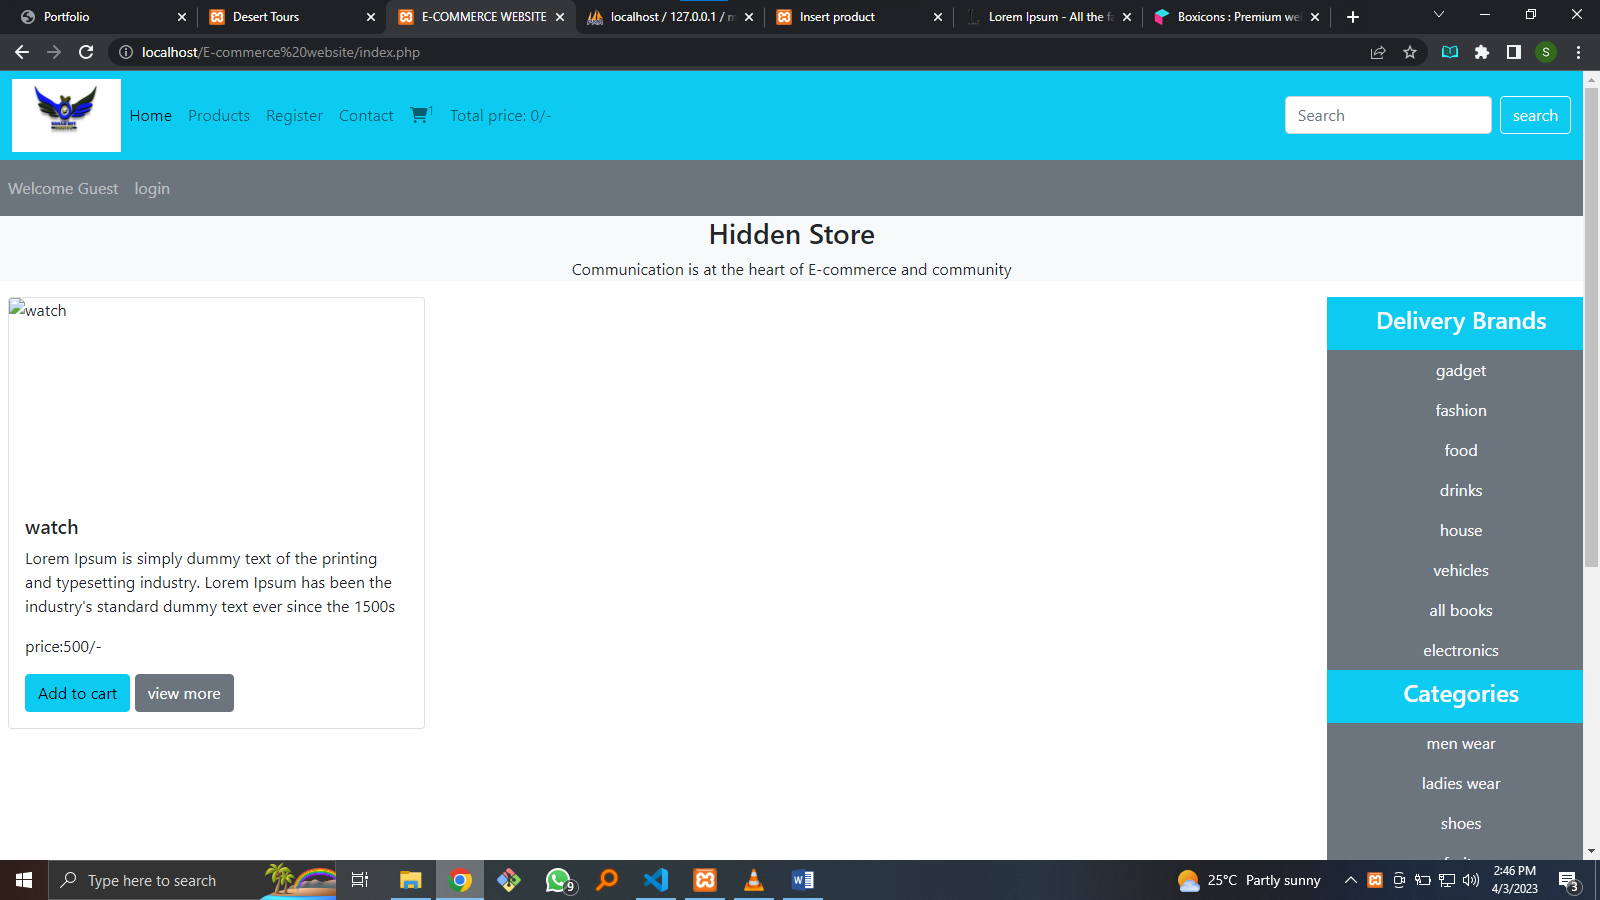 Portfolio
Desert Tours
E-COMMERCE WEBSITE
localhost / 127.0.0.1 / m
Insert product
Lorem Ipsum - All the fa
Boxicons : Premium we
localhost/E-commerce%20website/index.php
S
Home Products Register Contact 1 Total price: 0/-
Search
search
Welcome Guest login
Hidden Store
Communication is at the heart of E-commerce and community
watch
watch
Lorem Ipsum is simply dummy text of the printing
and typesetting industry. Lorem Ipsum has been the
industry's standard dummy text ever since the 1500s
price:500/-
Add to cart view more
Delivery Brands
gadget
fashion
food
drinks
house
vehicles
all books
electronics
Categories
men wear
ladies wear
shoes
Type here to search
9
25°C Partly sunny
2:46 PM
4/3/2023
3